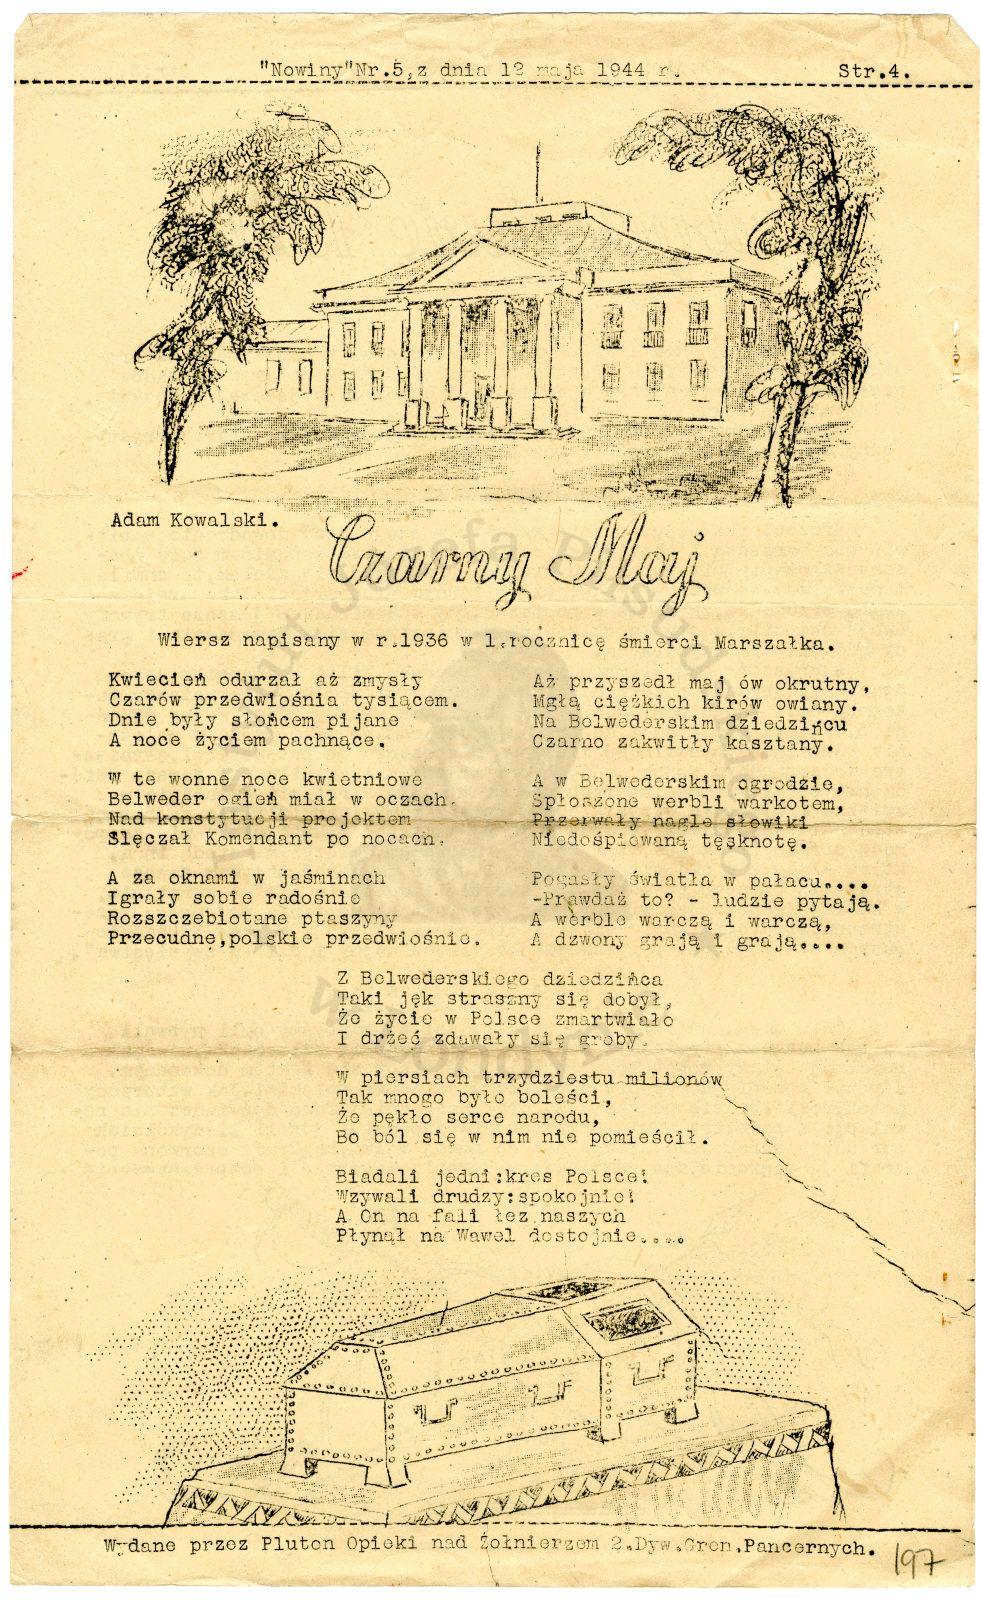 "Nowiny"Nr.5,z dnia 12 maja 1944 r. Str.4.
Adam Kowalski.
Czarny Maj
Wiersz napisany w r.1936 w 1.rocznicę śmierci Marszałka.
Kwiecień odurzał aż zmysły
Czarów przedwiośnia tysiącem.
Dnie były słońcem pijane
A noce życiem pachnące.
W te wonne noce kwietniowe
Belweder ogień miał w oczach.
Nad konstytucji projektem
Slęczał Komendant po nocach.
A za oknami w jaśminach
Igrały sobie radośnie
Rozszczebiotane ptaszyny
Przecudne,polskie przedwiośnie.
Aż przyszedł maj ów okrutny,
Mgłą ciężkich kirów owiany.
Na Belwederskim dziedzińcu
Czarno zakwitły kasztany.
A w Belwederskim ogrodzie,
Spłoszone werbli warkotem,
Przerwały nagle słowiki
Niedośpiewaną tęsknotę.
Pogasły światła w pałacu....
-Prawdaż to? - ludzie pytają.
A werble warczą i warczą,
A dzwony grają i grają....
Z Belwederskiego dziedzińca
Taki jęk straszny się dobył,
Że życie w Polsce zmartwiało
I drżeć zdawały się groby.
W piersiach trzydziestu milionów
Tak mnogo było boleści,
Że pękło serce narodu,
Bo ból się w nim nie pomieścił.
Biadali jedni:kres Polsce!
Wzywali drudzy:spokojnie!
A On na fali łez naszych
Płynął na Wawel dostojnie....
Wydane przez Pluton Opieki nad Żołnierzem 2.Dyw.Gren.Pancernych.
197